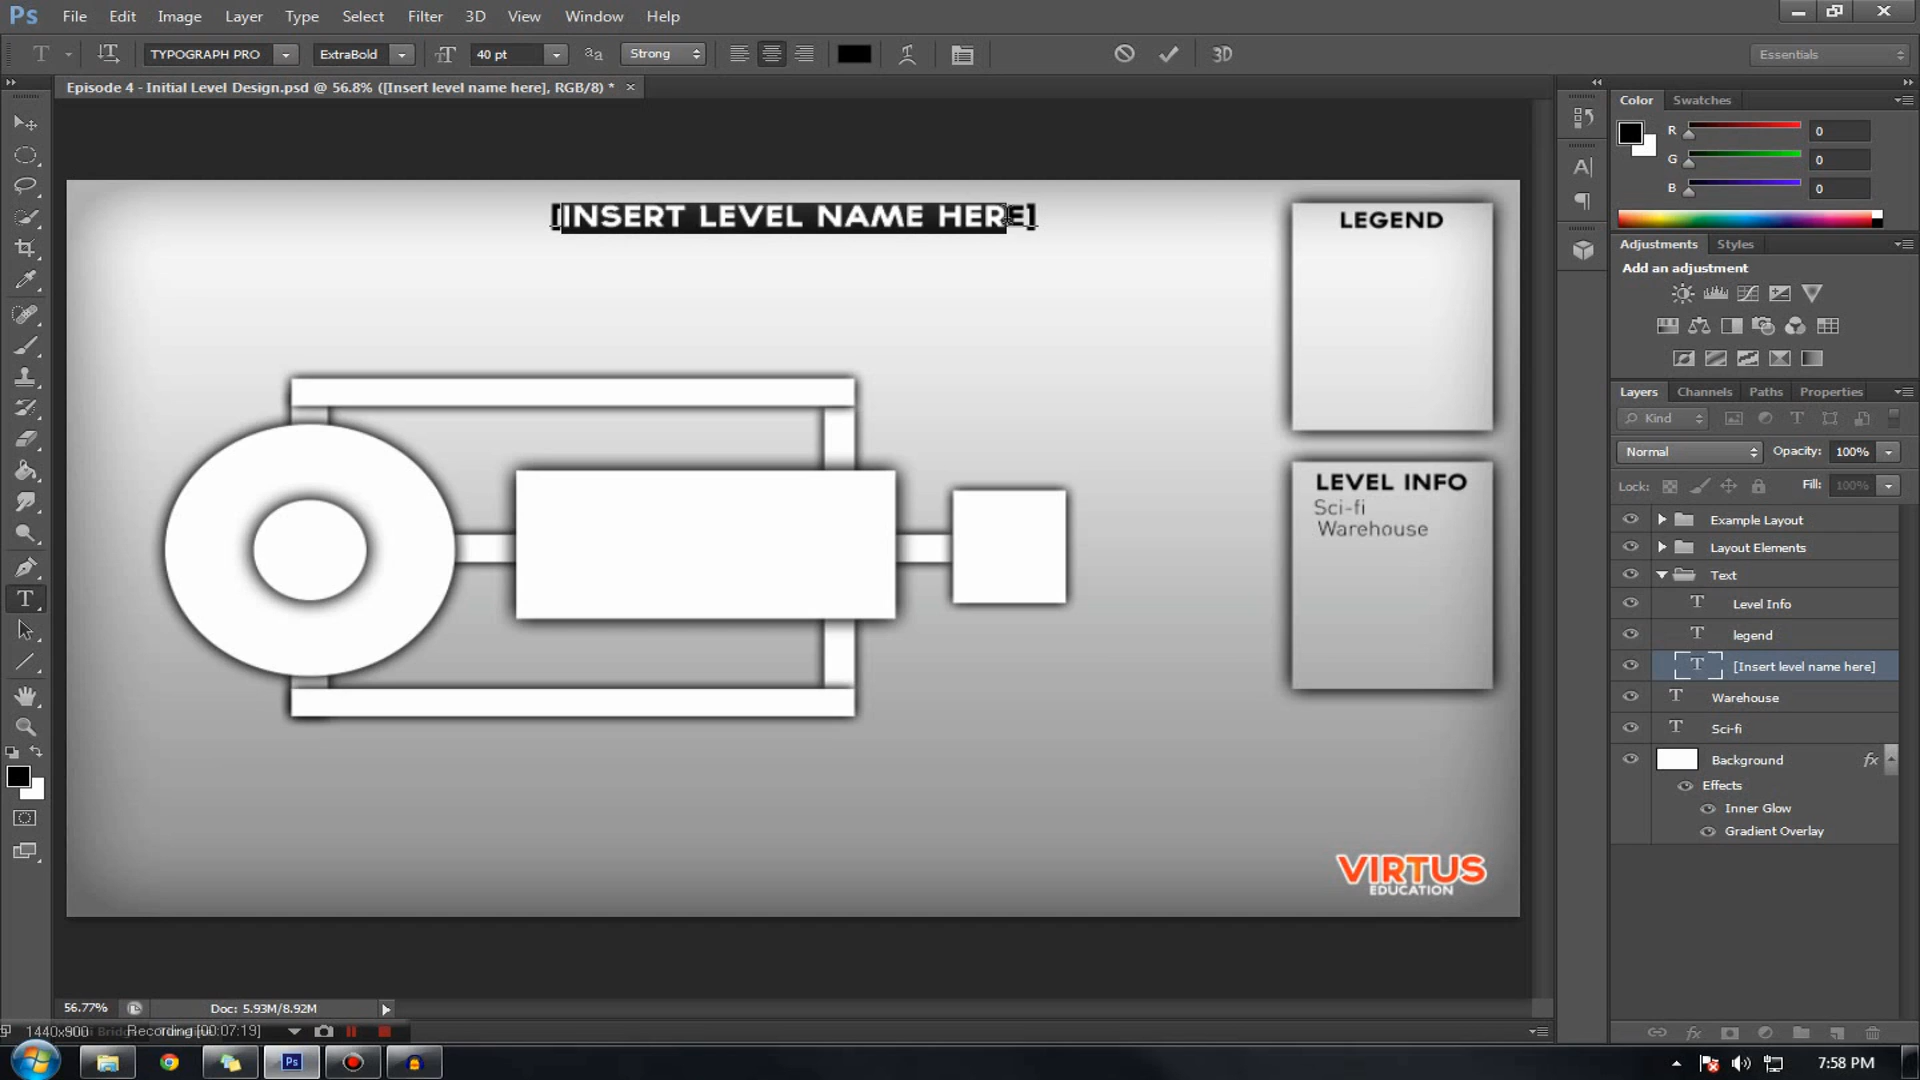 Ps File Edit Image Layer Type Select Filter 3D View Window Help
T TYPOGRAPH PRO ExtraBold 40 pt aa Strong 3D Essentials
Episode 4 - Initial Level Design.psd @ 56.8% ([Insert level name here], RGB/8) * ×
[INSERT LEVEL NAME HERE]
LEGEND
LEVEL INFO
Sci-fi
Warehouse
VIRTUS
EDUCATION
Color Swatches
R 0
G 0
B 0
Adjustments Styles
Add an adjustment
Layers Channels Paths Properties
Kind
Normal Opacity: 100%
Lock: Fill: 100%
Example Layout
Layout Elements
Text
Level Info
legend
[Insert level name here]
Warehouse
Sci-fi
Background fx
Effects
Inner Glow
Gradient Overlay
56.77% Doc: 5.93M/8.92M
1440x900 Recording [00:07:19]
Ps 7:58 PM